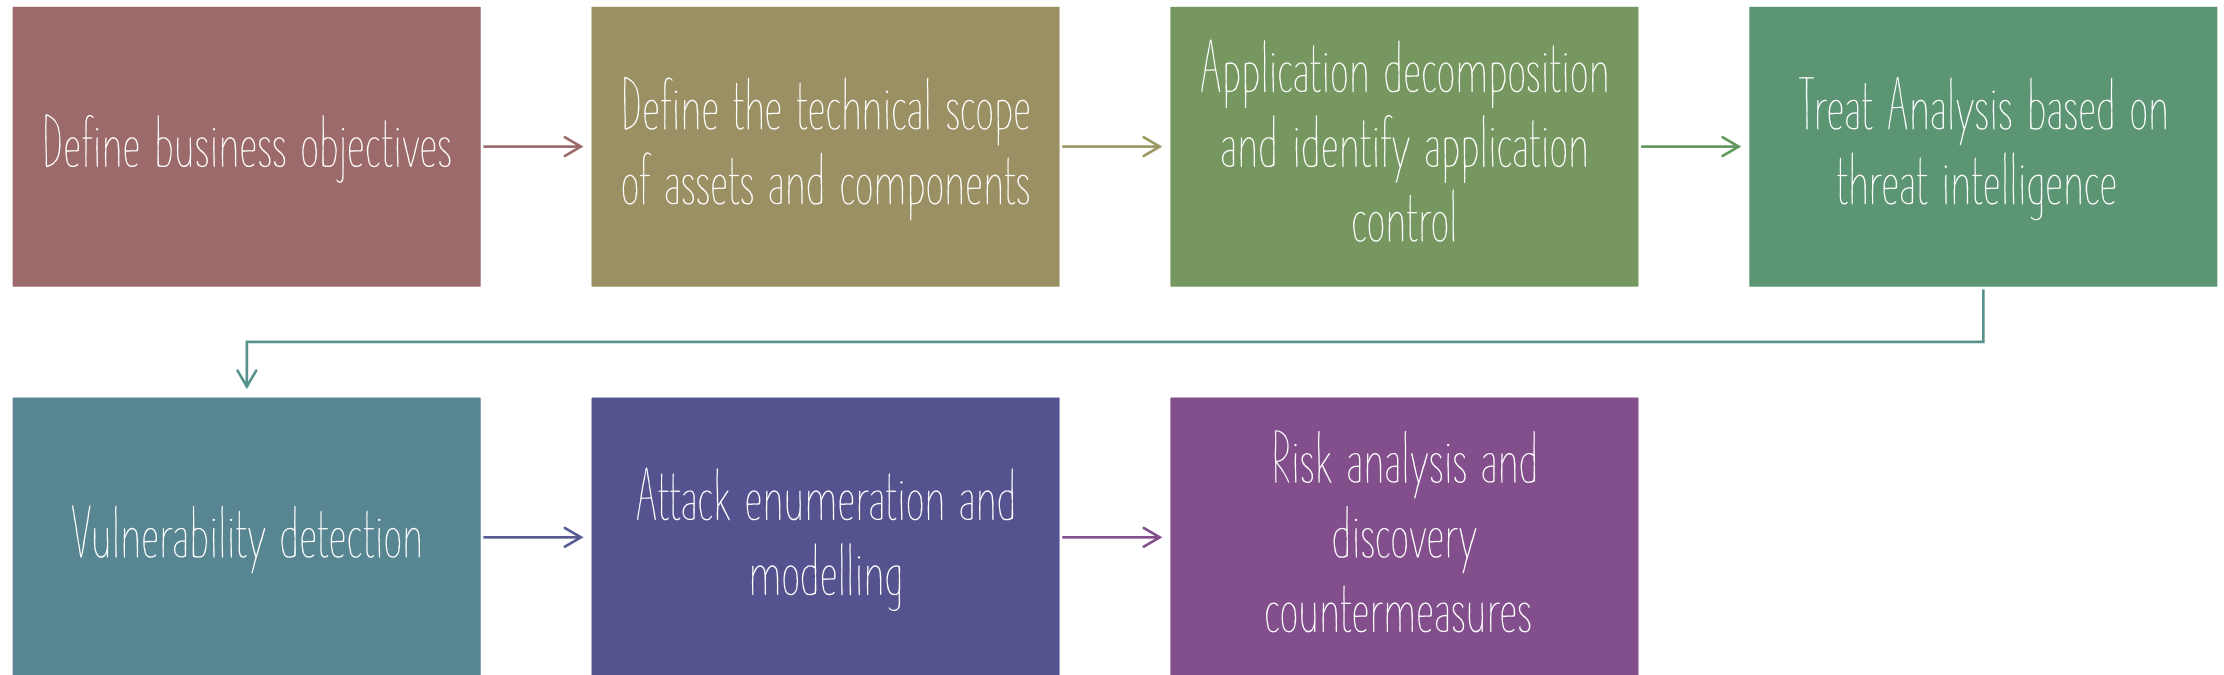 Define business objectives
Define the technical scope
of assets and components
Application decomposition
and identify application
control
Treat Analysis based on
threat intelligence
Vulnerability detection
Attack enumeration and
modelling
Risk analysis and
discovery
countermeasures